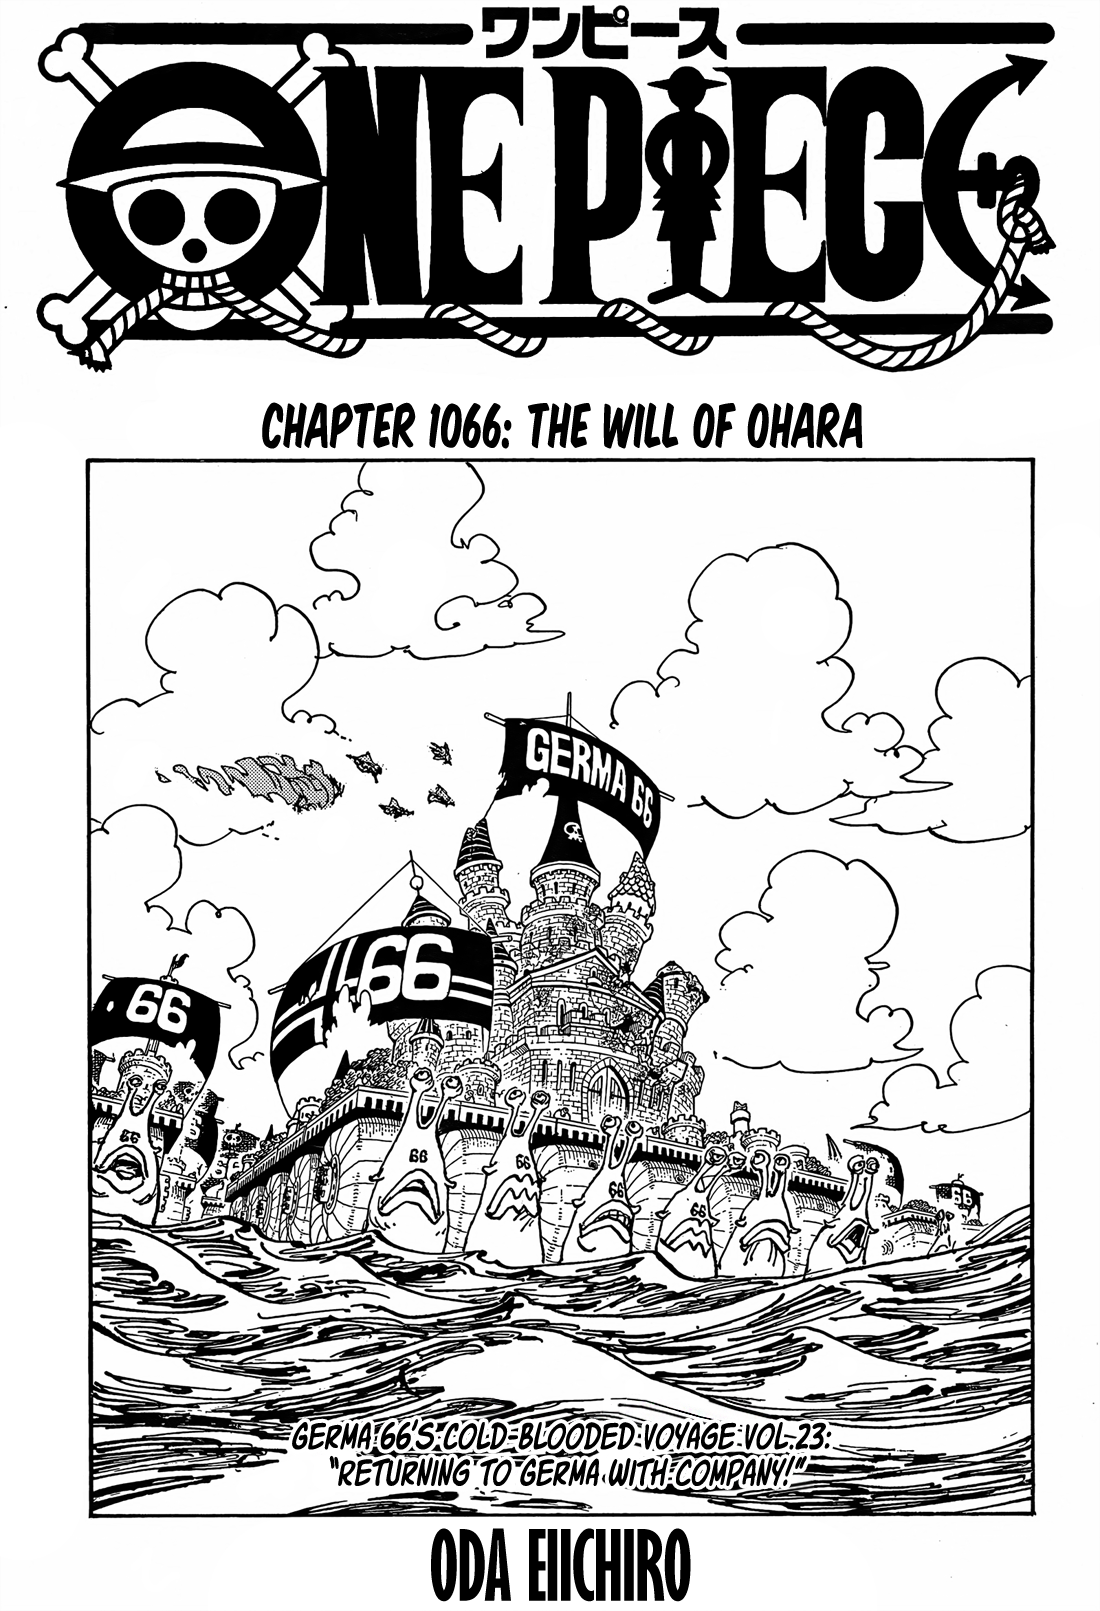 ワンピース
ONE PIECE
CHAPTER 1066: THE WILL OF OHARA
GERMA 66
66
66
66
66
66
66
66
66
GERMA 66'S COLD-BLOODED VOYAGE VOL.23:
"RETURNING TO GERMA WITH COMPANY!"
ODA EIICHIRO